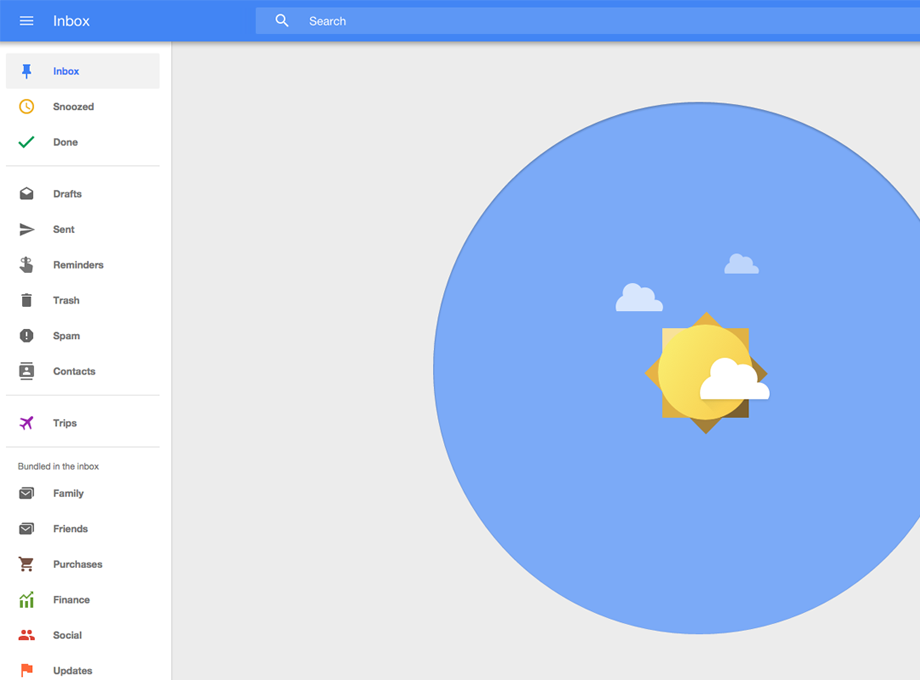 Inbox
Search
Inbox
Snoozed
Done
Drafts
Sent
Reminders
Trash
Spam
Contacts
Trips
Bundled in the inbox
Family
Friends
Purchases
Finance
Social
Updates